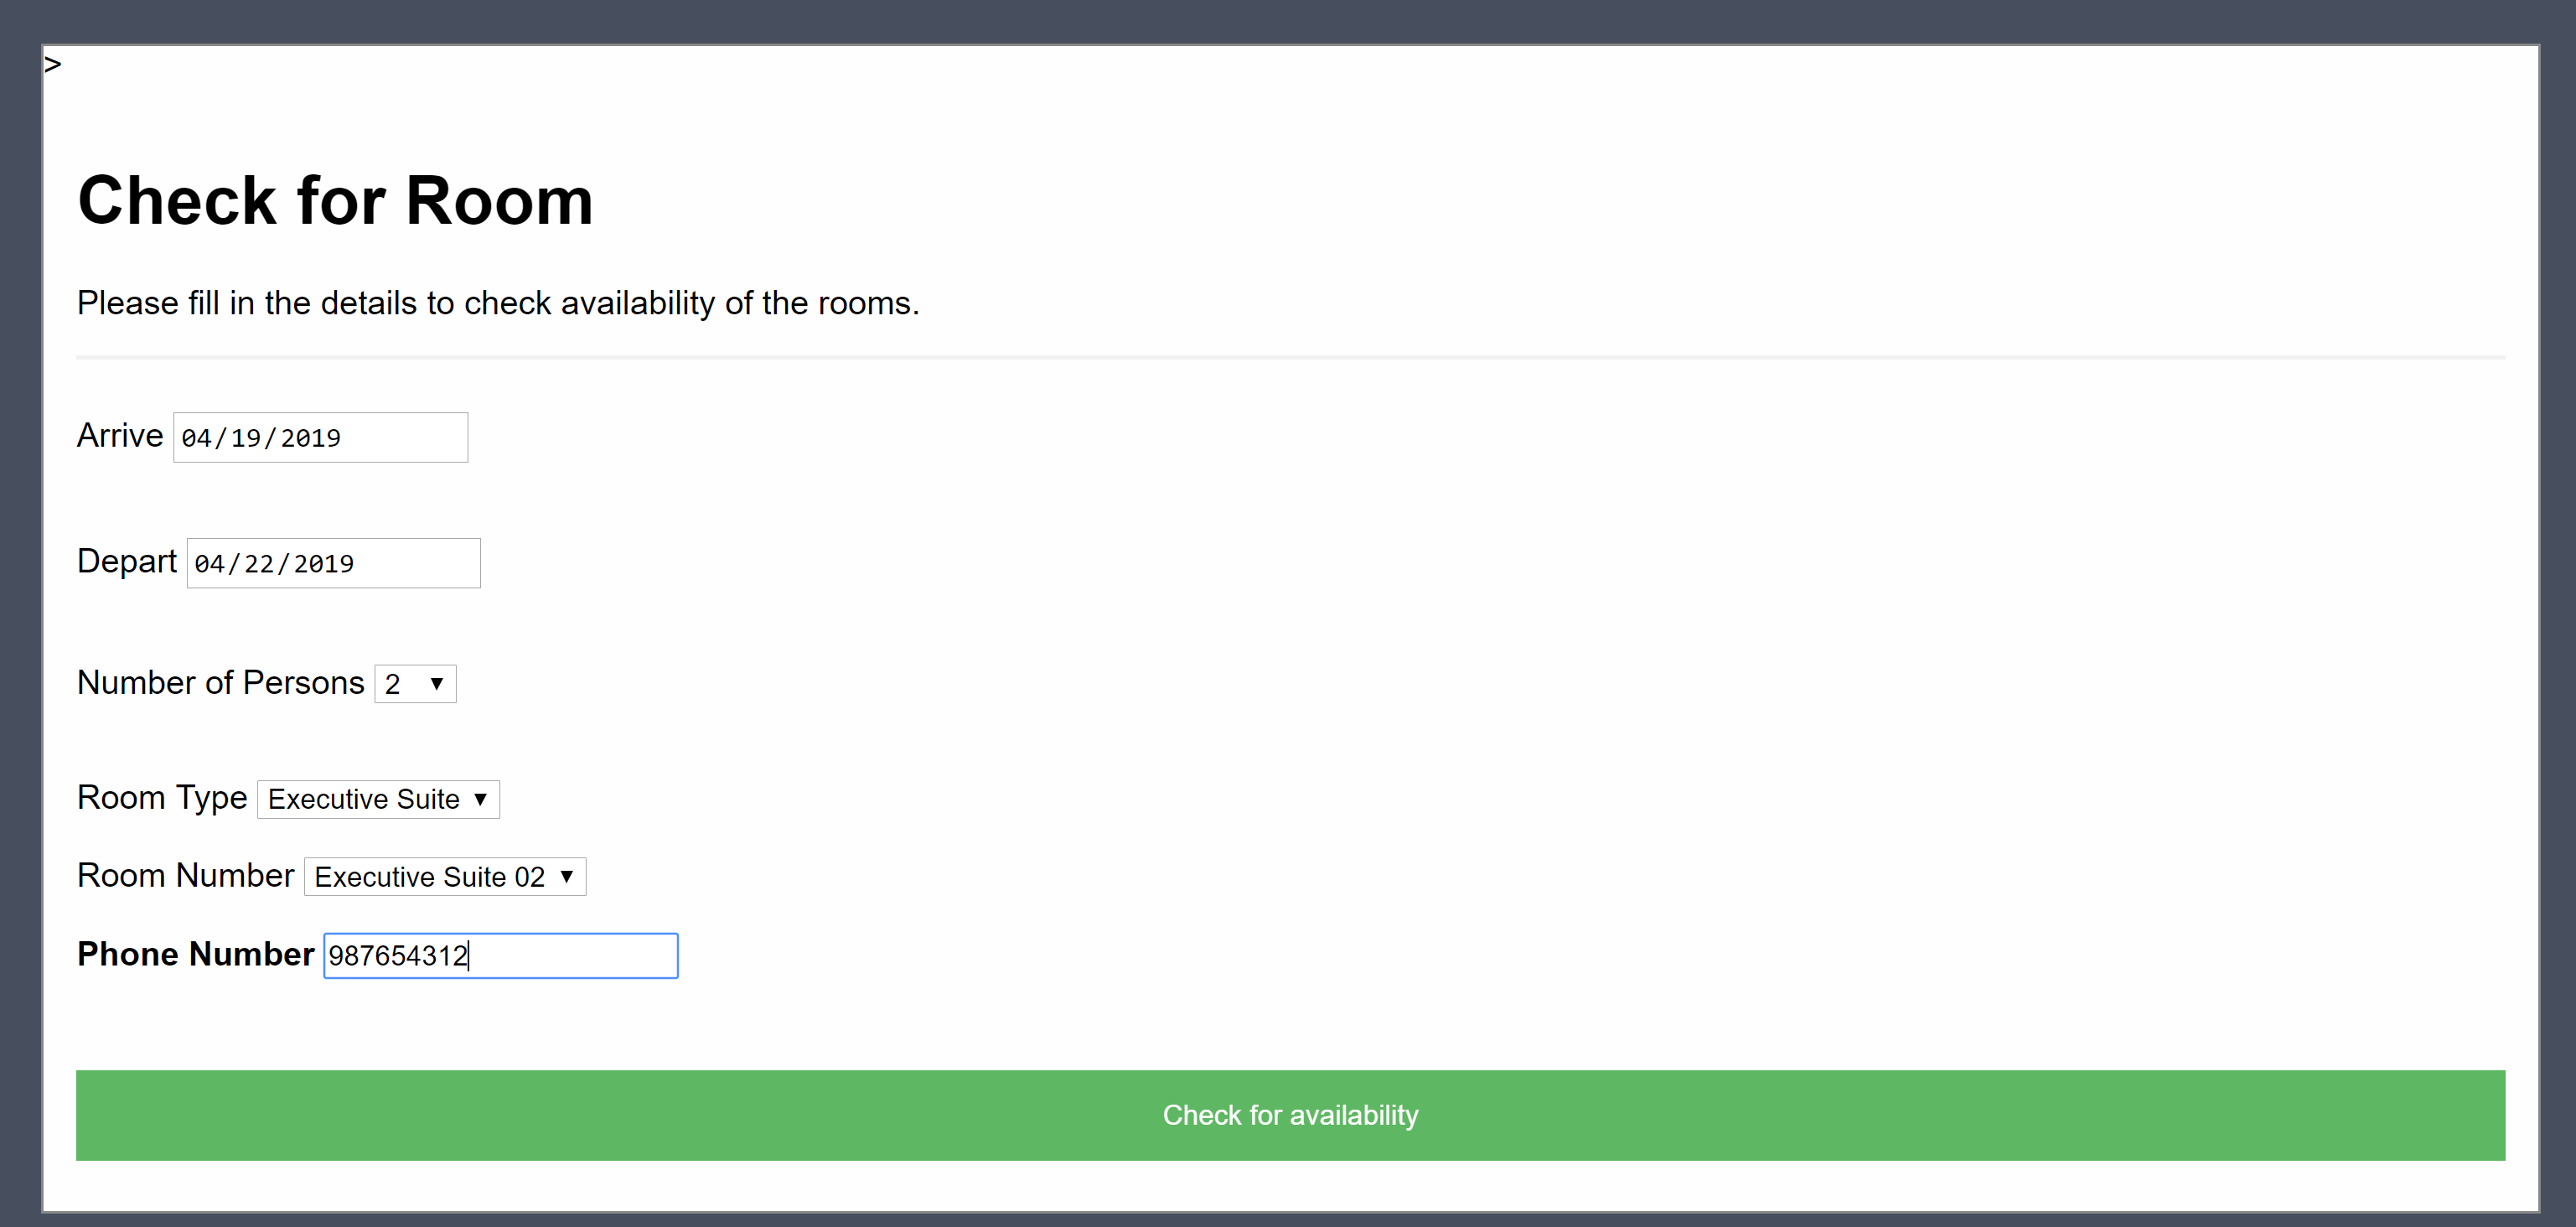 >
Check for Room
Please fill in the details to check availability of the rooms.
Arrive 04/19/2019
Depart 04/22/2019
Number of Persons 2
Room Type Executive Suite
Room Number Executive Suite 02
Phone Number 987654312
Check for availability